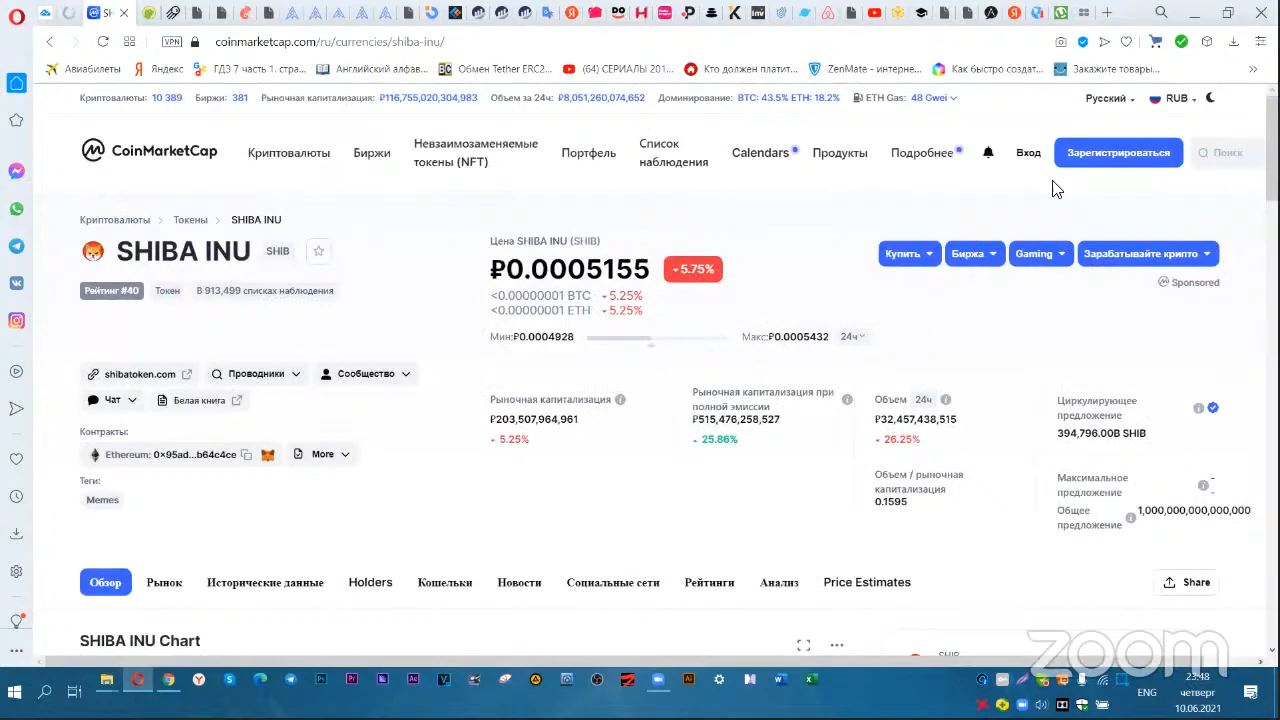 SHIBA
VPN coinmarketcap.com/ru/currencies/shiba-inu/
Авиабилеты Яндекс ГДЗ 7 часть 1. стра... Английский алфав... Обмен Tether ERC2... (64) СЕРИАЛЫ 201... Кто должен платит... ZenMate - интерне... Как быстро создат... Закажите товары...
Криптовалюты: 10 389 Биржи: 381 Рыночная капитализация: ₽116,755,020,304,983 Объем за 24ч: ₽8,051,260,074,652 Доминирование: BTC: 43.5% ETH: 18.2% ETH Gas: 48 Gwei Русский RUB
CoinMarketCap Криптовалюты Биржи Невзаимозаменяемые токены (NFT) Портфель Список наблюдения Calendars Продукты Подробнее Вход Зарегистрироваться Поиск
Криптовалюты > Токены > SHIBA INU
SHIBA INU SHIB
Рейтинг #40 Токен В 913,499 списках наблюдения
Цена SHIBA INU (SHIB)
₽0.0005155 5.75%
<0.00000001 BTC 5.25%
<0.00000001 ETH 5.25%
Мин:₽0.0004928 Макс:₽0.0005432 24ч
Купить Биржа Gaming Зарабатывайте крипто
Sponsored
shibatoken.com Проводники Сообщество
Чат Белая книга
Контракты:
Ethereum: 0x95ad...b64c4ce More
Теги:
Memes
Рыночная капитализация
₽203,507,964,961
5.25%
Рыночная капитализация при
полной эмиссии
₽515,476,258,527
25.86%
Объем 24ч
₽32,457,438,515
26.25%
Объем / рыночная
капитализация
0.1595
Циркулирующее
предложение
394,796.00B SHIB
Максимальное
предложение --
Общее
предложение 1,000,000,000,000,000
Обзор Рынок Исторические данные Holders Кошельки Новости Социальные сети Рейтинги Анализ Price Estimates Share
SHIBA INU Chart
SHIB
zoom
ENG
23:48
четверг
10.06.2021